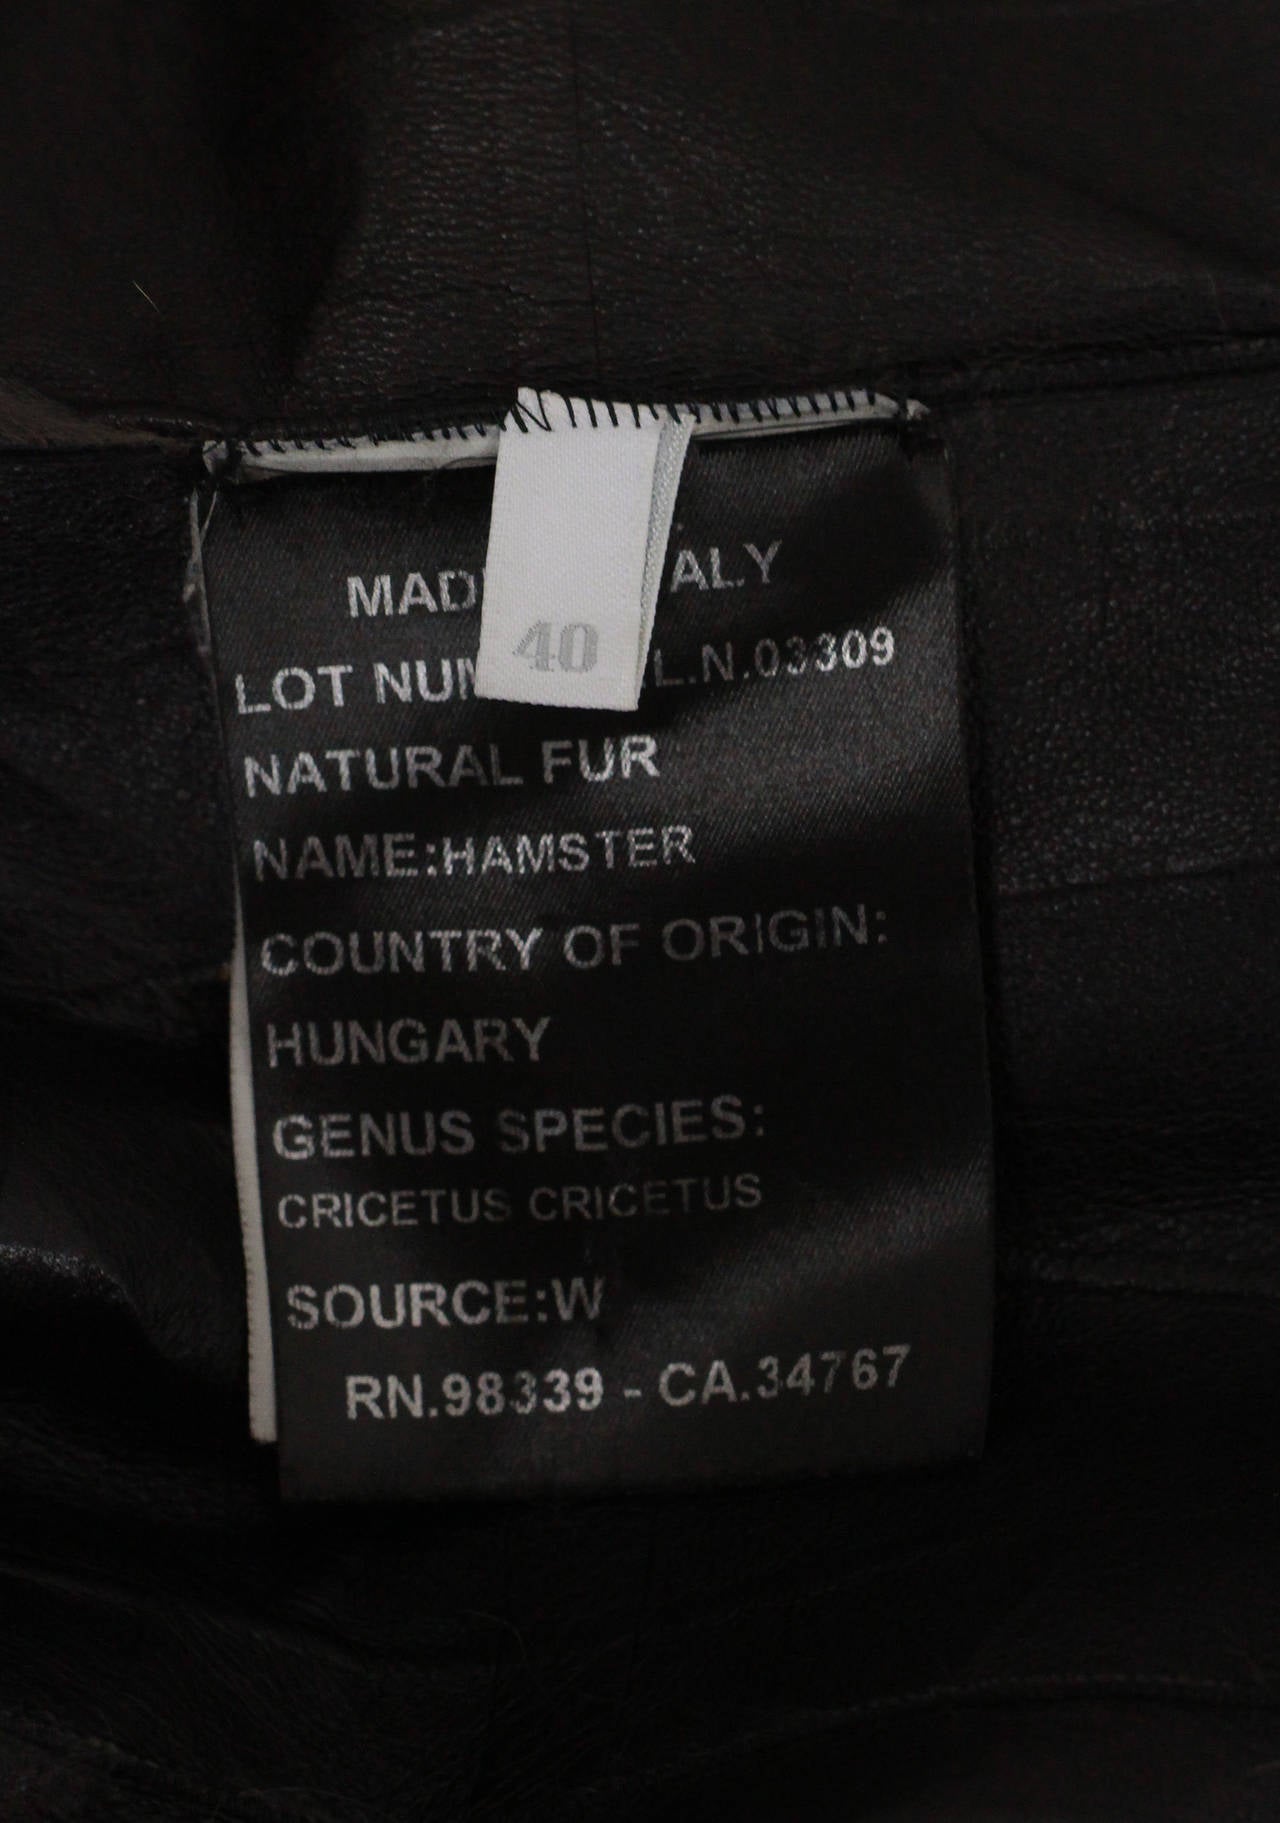 MAD ALY
40
LOT NUM L.N.03309
NATURAL FUR
NAME:HAMSTER
COUNTRY OF ORIGIN:
HUNGARY
GENUS SPECIES:
CRICETUS CRICETUS
SOURCE:W
RN.98339 - CA.34767